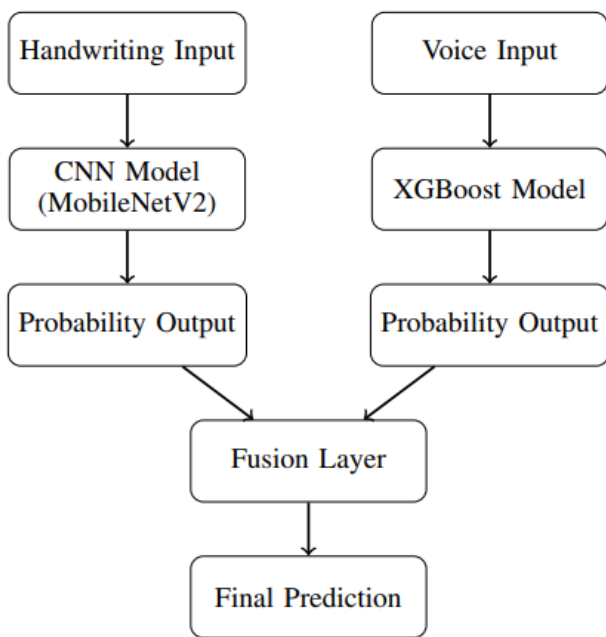 Handwriting Input
Voice Input
CNN Model
(MobileNetV2)
XGBoost Model
Probability Output
Probability Output
Fusion Layer
Final Prediction